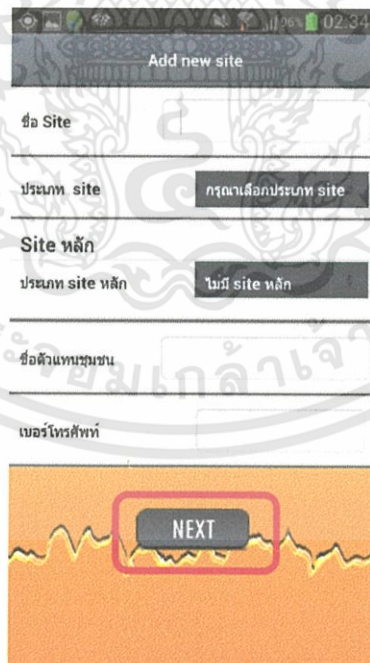 96% 02:34
Add new site
ชื่อ Site
ประเภท site
กรุณาเลือกประเภท site
Site หลัก
ประเภท site หลัก
ไม่มี site หลัก
ชื่อตัวแทนชุมชน
เบอร์โทรศัพท์
NEXT